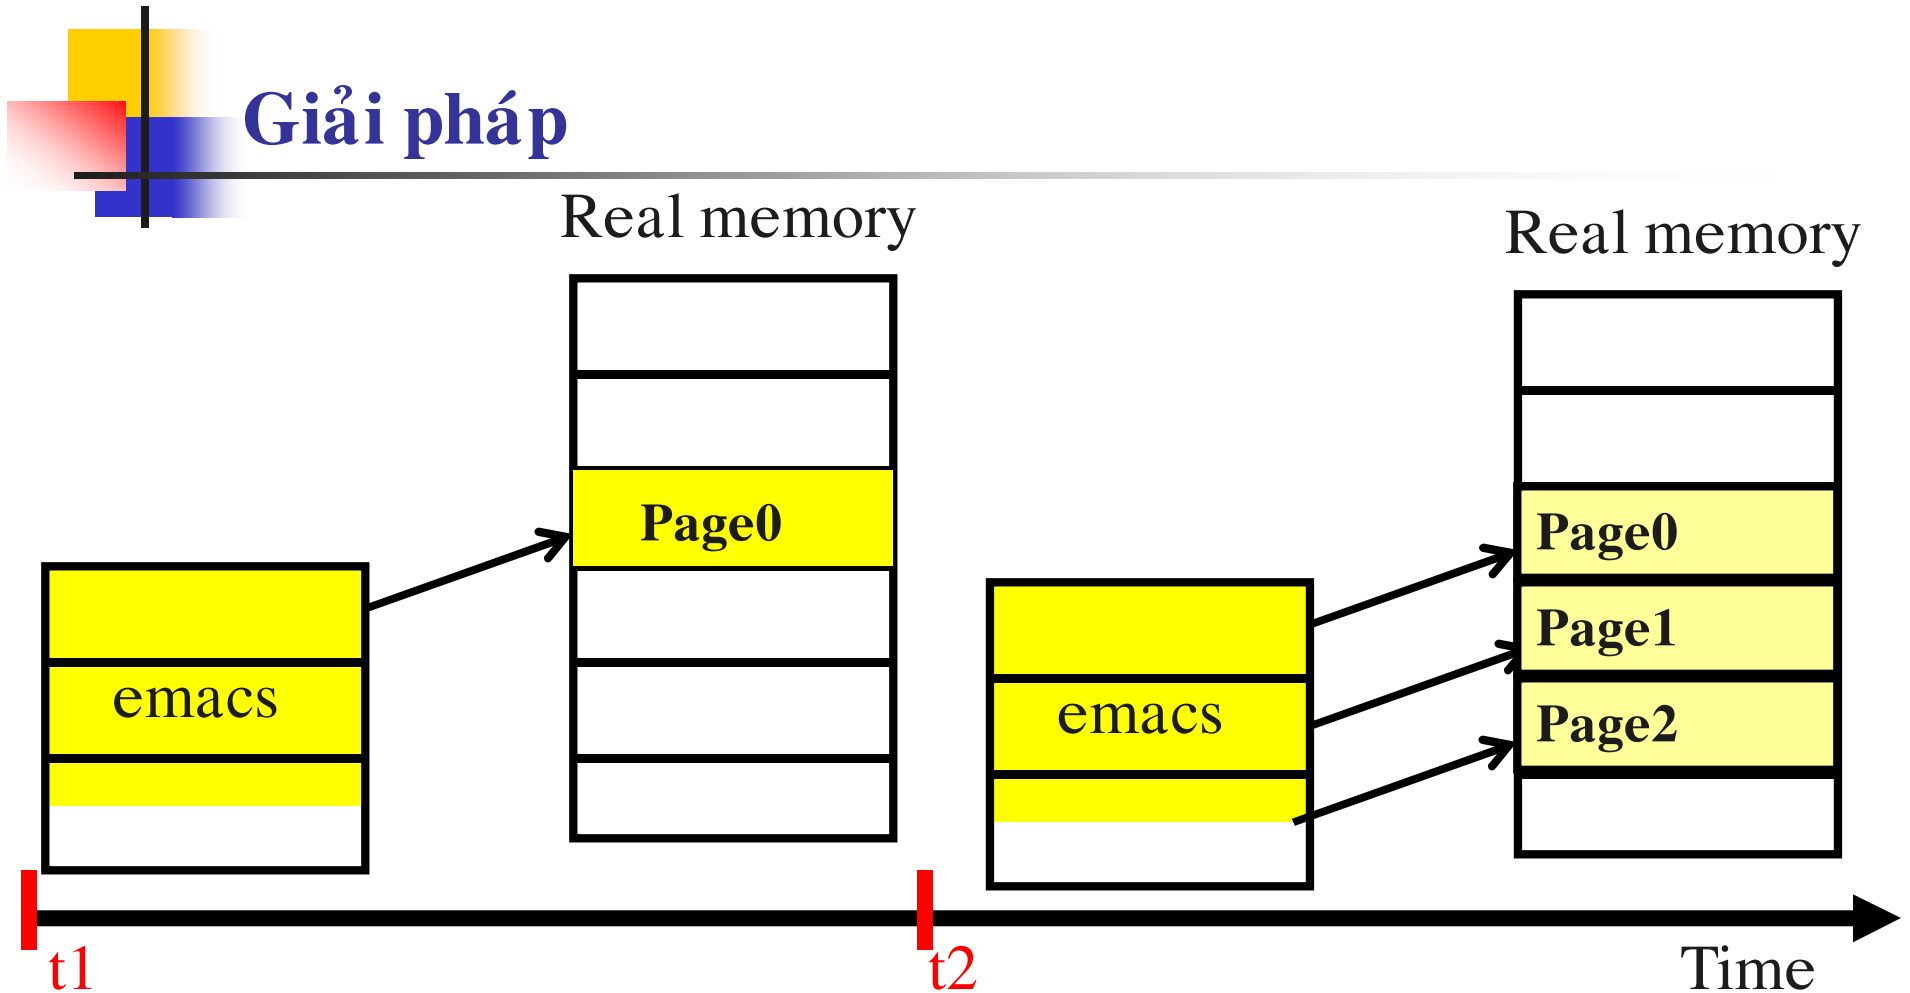 Giải pháp
Real memory
Real memory
Page0
emacs
Page0
Page1
Page2
emacs
t1
t2
Time